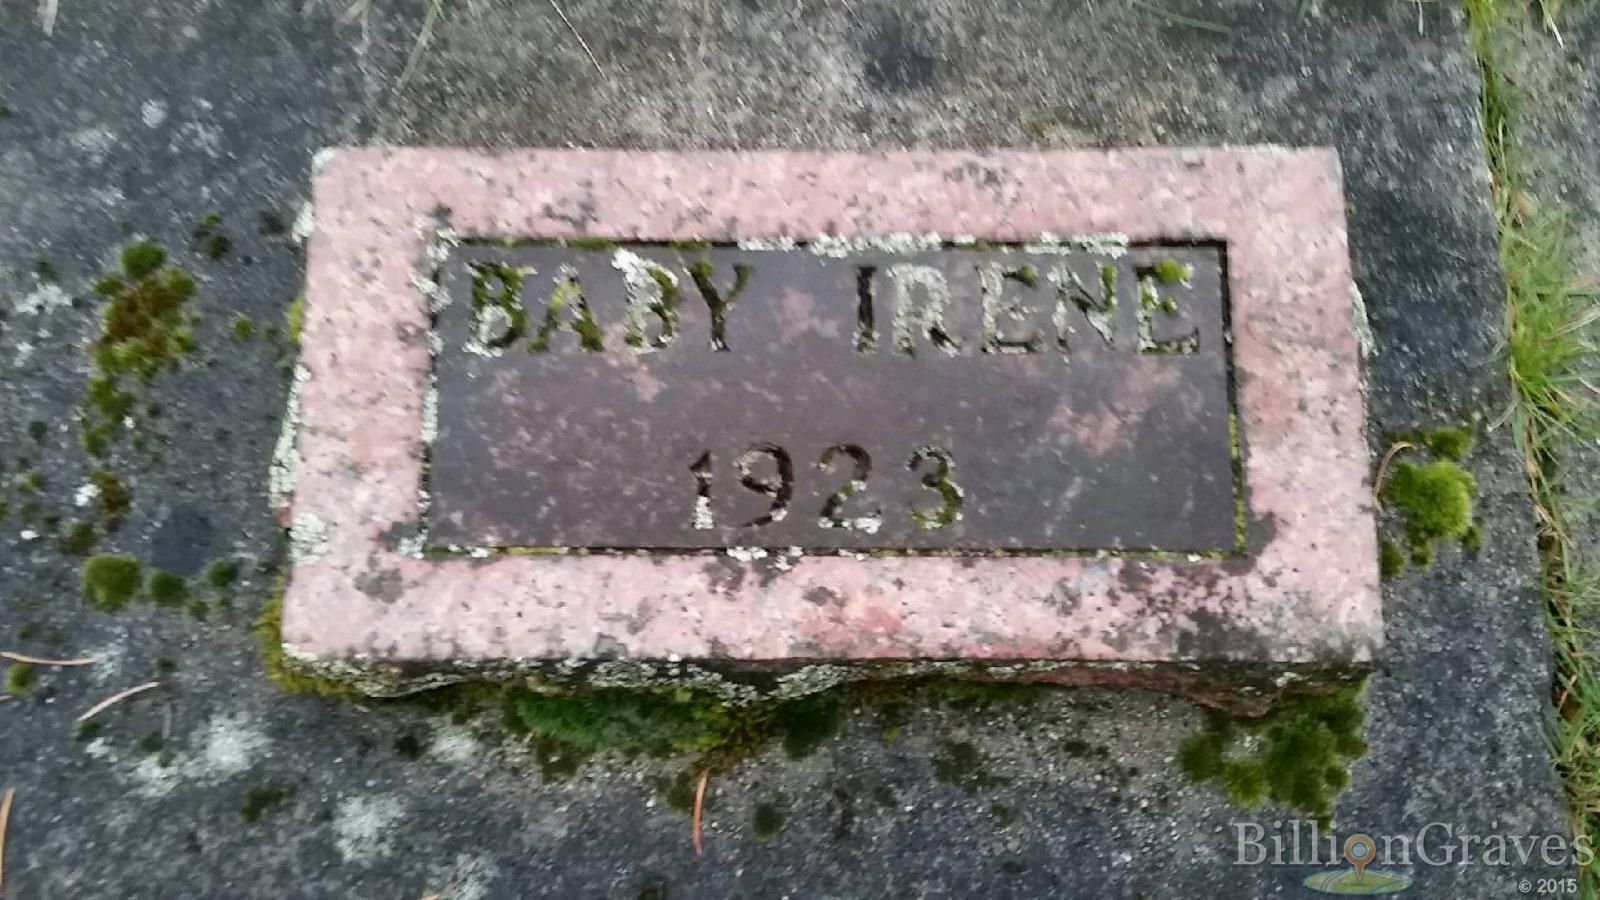 BABY IRENE
1923
BillionGraves
© 2015